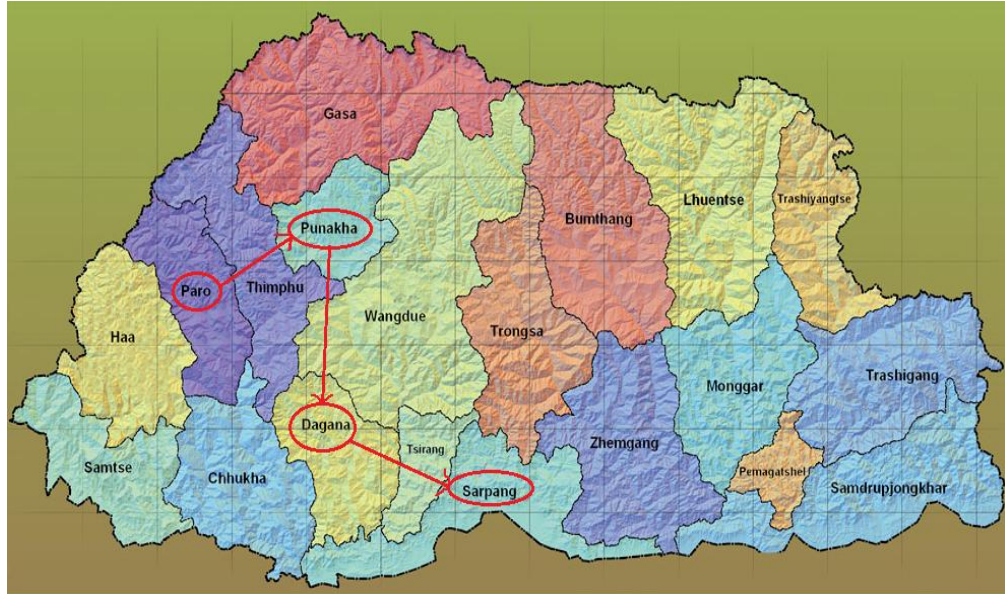 Gasa
Punakha
Lhuentse
Trashiyangtse
Bumthang
Paro
Thimphu
Wangdue
Haa
Trongsa
Trashigang
Monggar
Dagana
Zhemgang
Tsirang
Samtse
Chhukha
Pemagatshel
Sarpang
Samdrupjongkhar